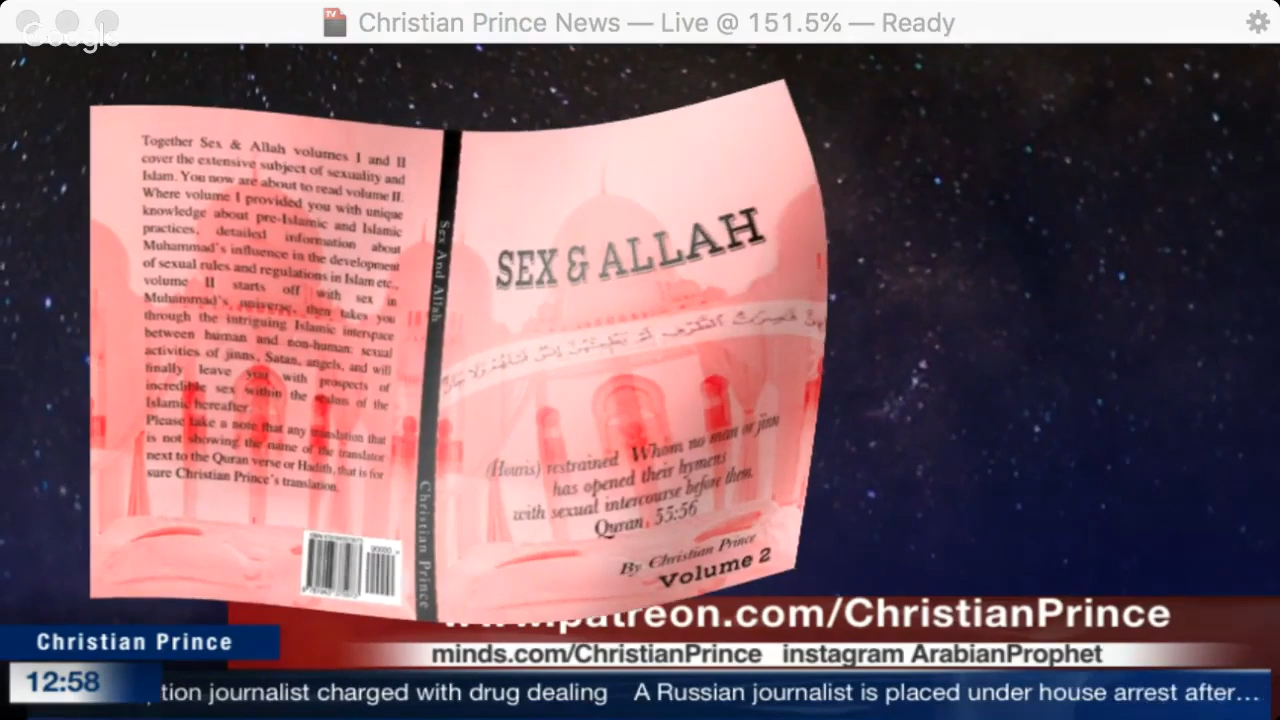 Christian Prince News — Live @ 151.5% — Ready
Google
Together Sex & Allah volumes I and II
cover the extensive subject of sexuality and
Islam. You now are about to read volume II.
Where volume I provided you with unique
knowledge about pre-Islamic and Islamic
practices, detailed information about
Muhammad's influence in the development
of sexual rules and regulations in Islam etc.,
volume II starts off with sex in
Muhammad's, universe, then takes you
through the intriguing Islamic interspace
between human and non-human: sexual
activities of jinns, Satan, angels, and will
finally leave you with prospects of
incredible sex within the realm of the
Islamic hereafter.
Please take a note that any translation that
is not showing the name of the translator
next to the Quran verse or Hadith, that is for
sure Christian Prince's translation.
Sex And Allah
Christian Prince
SEX & ALLAH
(Houris) restrained Whom no man or jinn
has opened their hymens
with sexual intercourse before them.
Quran, 55:56
By Christian Prince
Volume 2
www.patreon.com/ChristianPrince
Christian Prince
minds.com/ChristianPrince instagram ArabianProphet
12:58
tion journalist charged with drug dealing A Russian journalist is placed under house arrest after...